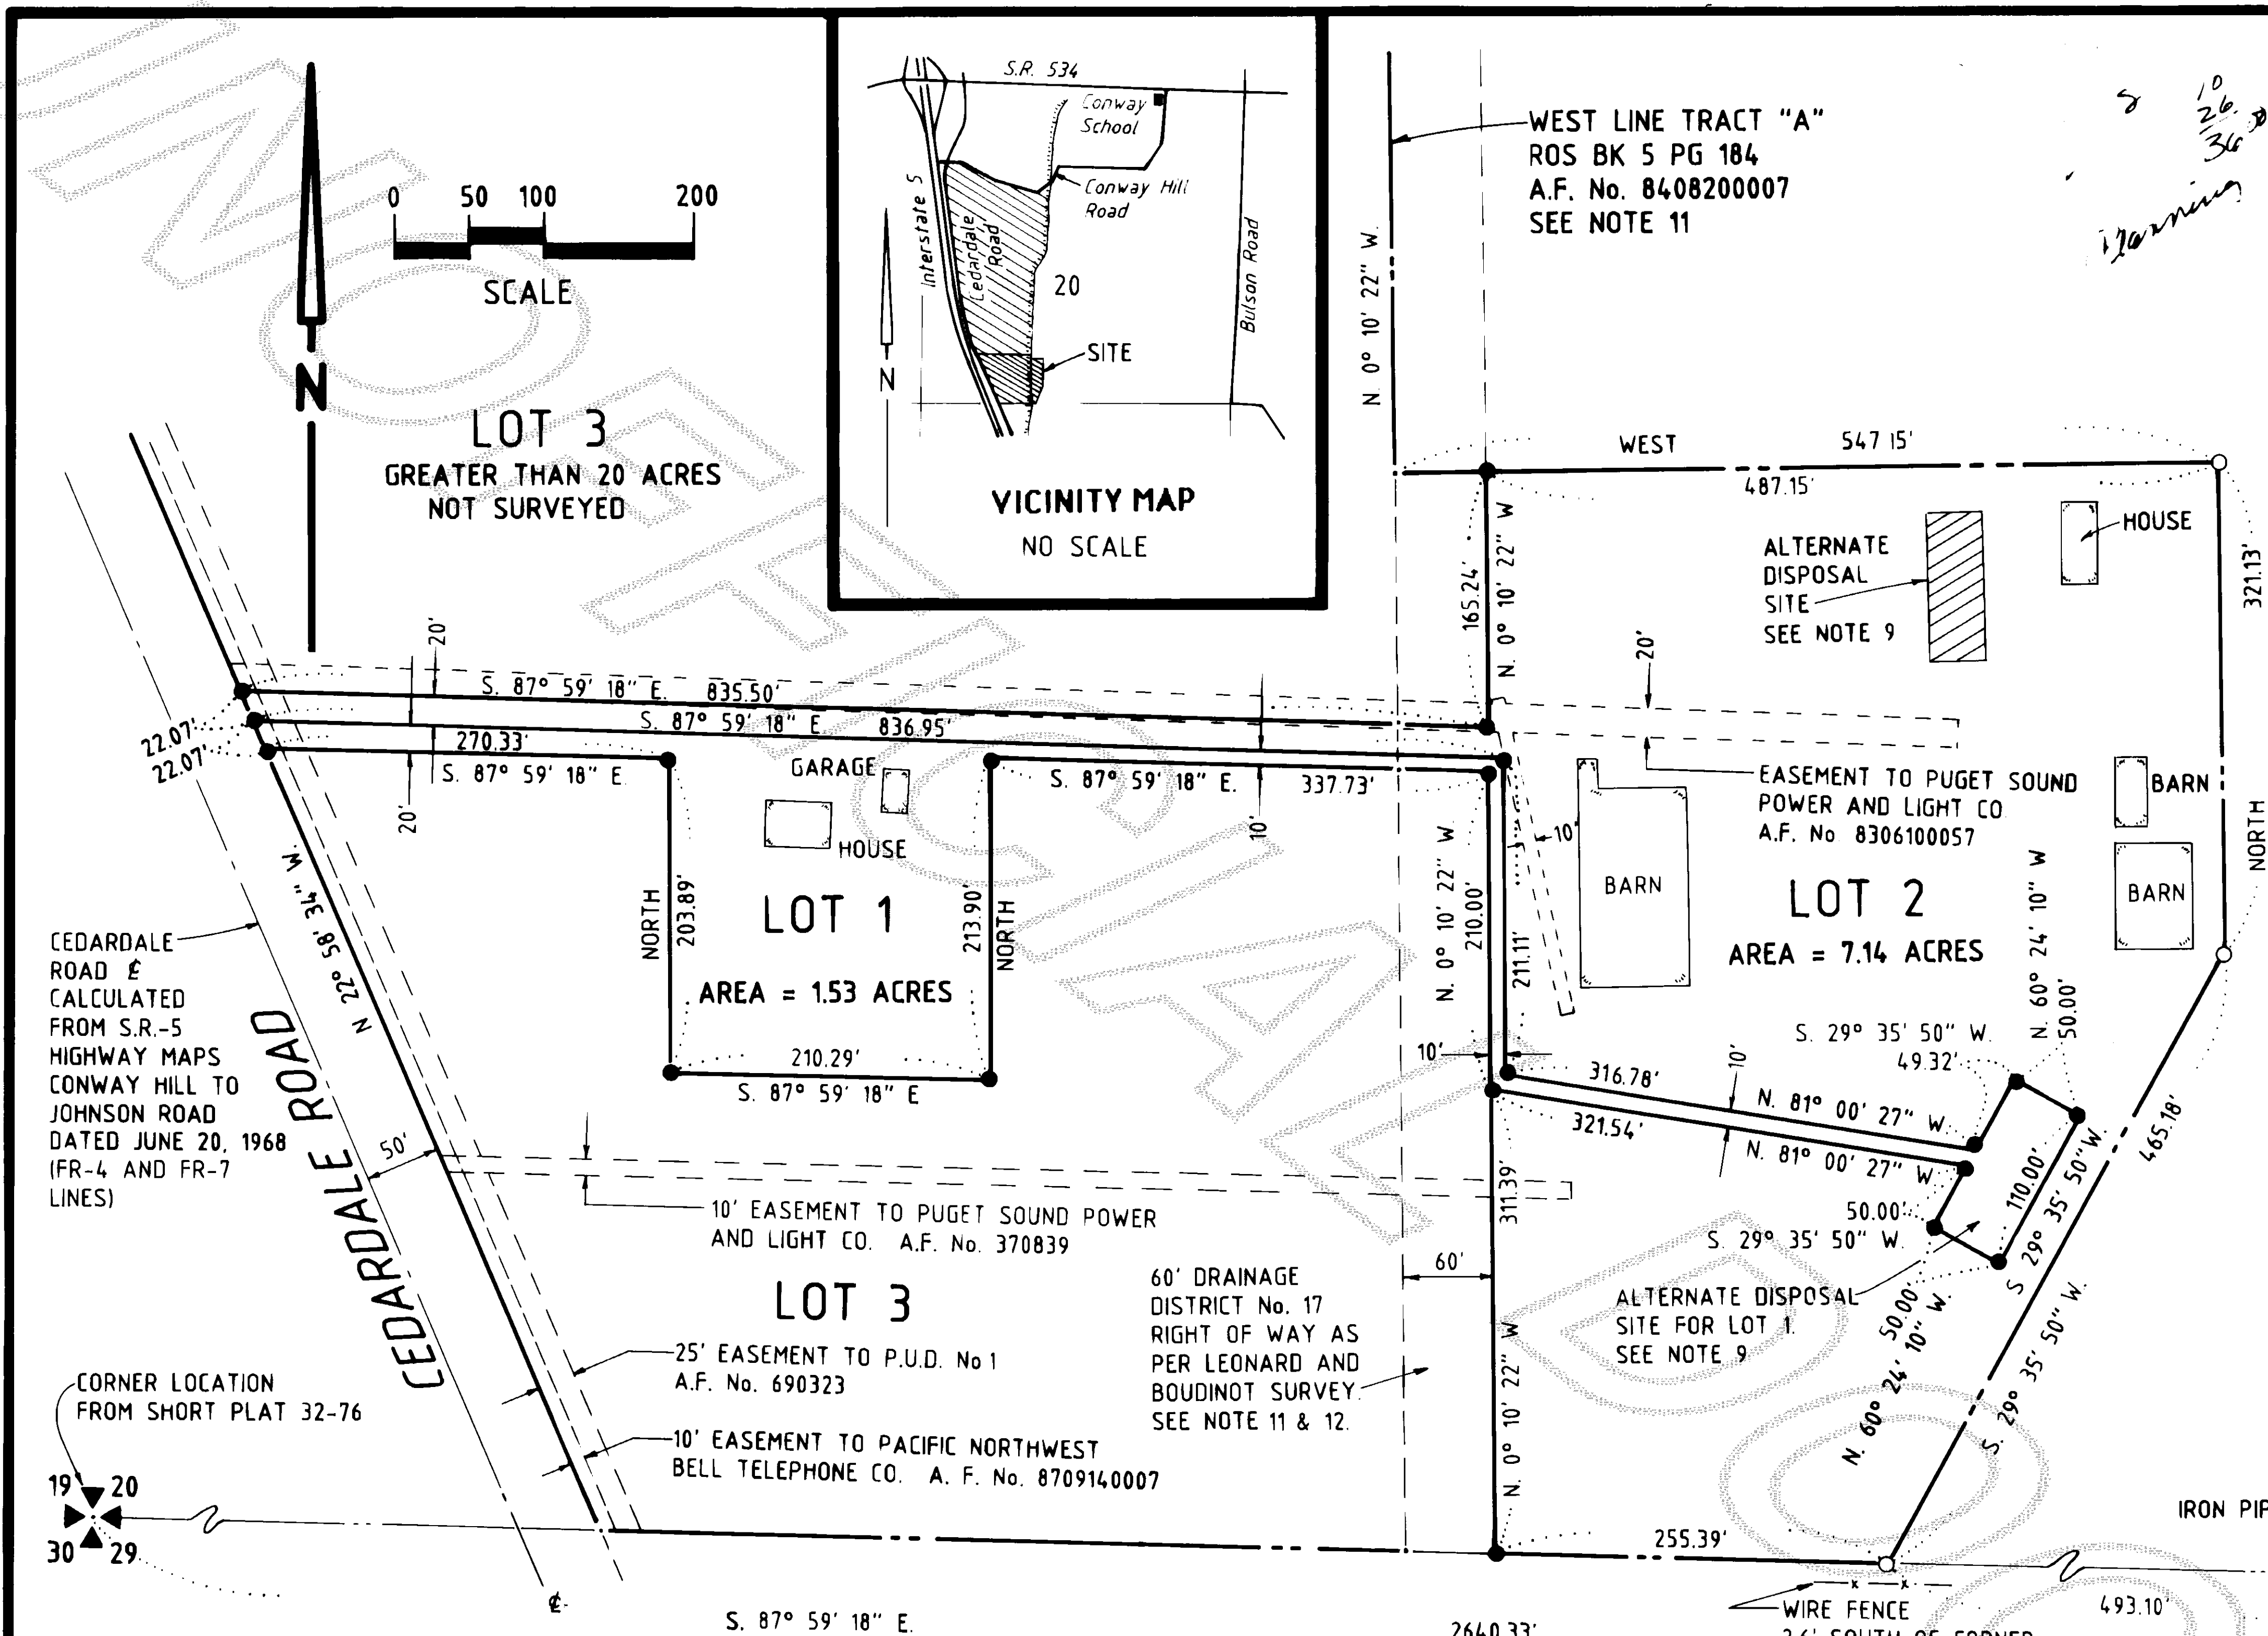 0 50 100 200
SCALE
N
LOT 3
GREATER THAN 20 ACRES
NOT SURVEYED
S.R. 534
Conway
School
Conway Hill
Road
Interstate 5
Cedardale
Road
20
Bulson Road
SITE
N
VICINITY MAP
NO SCALE
WEST LINE TRACT "A"
ROS BK 5 PG 184
A.F. No. 8408200007
SEE NOTE 11
N. 0° 10' 22" W.
10
26
36
WEST 547.15'
487.15'
HOUSE
ALTERNATE
DISPOSAL
SITE
SEE NOTE 9
321.13'
165.24'
N. 0° 10' 22" W
20'
20'
S. 87° 59' 18" E. 835.50'
S. 87° 59' 18" E 836.95'
22.07'
22.07'
270.33'
S. 87° 59' 18" E.
20'
GARAGE
HOUSE
S. 87° 59' 18" E. 337.73'
10'
10'
EASEMENT TO PUGET SOUND
POWER AND LIGHT CO.
A.F. No 8306100057
BARN
BARN
BARN
NORTH
N 22° 58' 34" W.
NORTH
203.89'
LOT 1
AREA = 1.53 ACRES
213.90'
NORTH
210.29'
S. 87° 59' 18" E
N. 0° 10' 22" W
210.00'
211.11'
LOT 2
AREA = 7.14 ACRES
N. 60° 24' 10" W
50.00'
CEDARDALE
ROAD ℄
CALCULATED
FROM S.R.-5
HIGHWAY MAPS
CONWAY HILL TO
JOHNSON ROAD
DATED JUNE 20, 1968
(FR-4 AND FR-7
LINES)
CEDARDALE ROAD
50'
S. 29° 35' 50" W.
49.32'
10'
316.78'
10'
N. 81° 00' 27" W.
321.54'
N. 81° 00' 27" W
465.18'
110.00'
S 29° 35' 50" W.
50.00'
S. 29° 35' 50" W.
311.39'
10' EASEMENT TO PUGET SOUND POWER
AND LIGHT CO. A.F. No. 370839
LOT 3
60'
60' DRAINAGE
DISTRICT No. 17
RIGHT OF WAY AS
PER LEONARD AND
BOUDINOT SURVEY.
SEE NOTE 11 & 12.
ALTERNATE DISPOSAL
SITE FOR LOT 1.
SEE NOTE 9
50.00'
N. 60° 24' 10" W.
S. 29° 35' 50" W.
N. 0° 10' 22" W
25' EASEMENT TO P.U.D. No 1
A.F. No. 690323
10' EASEMENT TO PACIFIC NORTHWEST
BELL TELEPHONE CO. A. F. No. 8709140007
CORNER LOCATION
FROM SHORT PLAT 32-76
19 20
30 29
℄
IRON PIP
255.39'
WIRE FENCE
493.10'
S. 87° 59' 18" E.
2640.33'
UNOFFICIAL